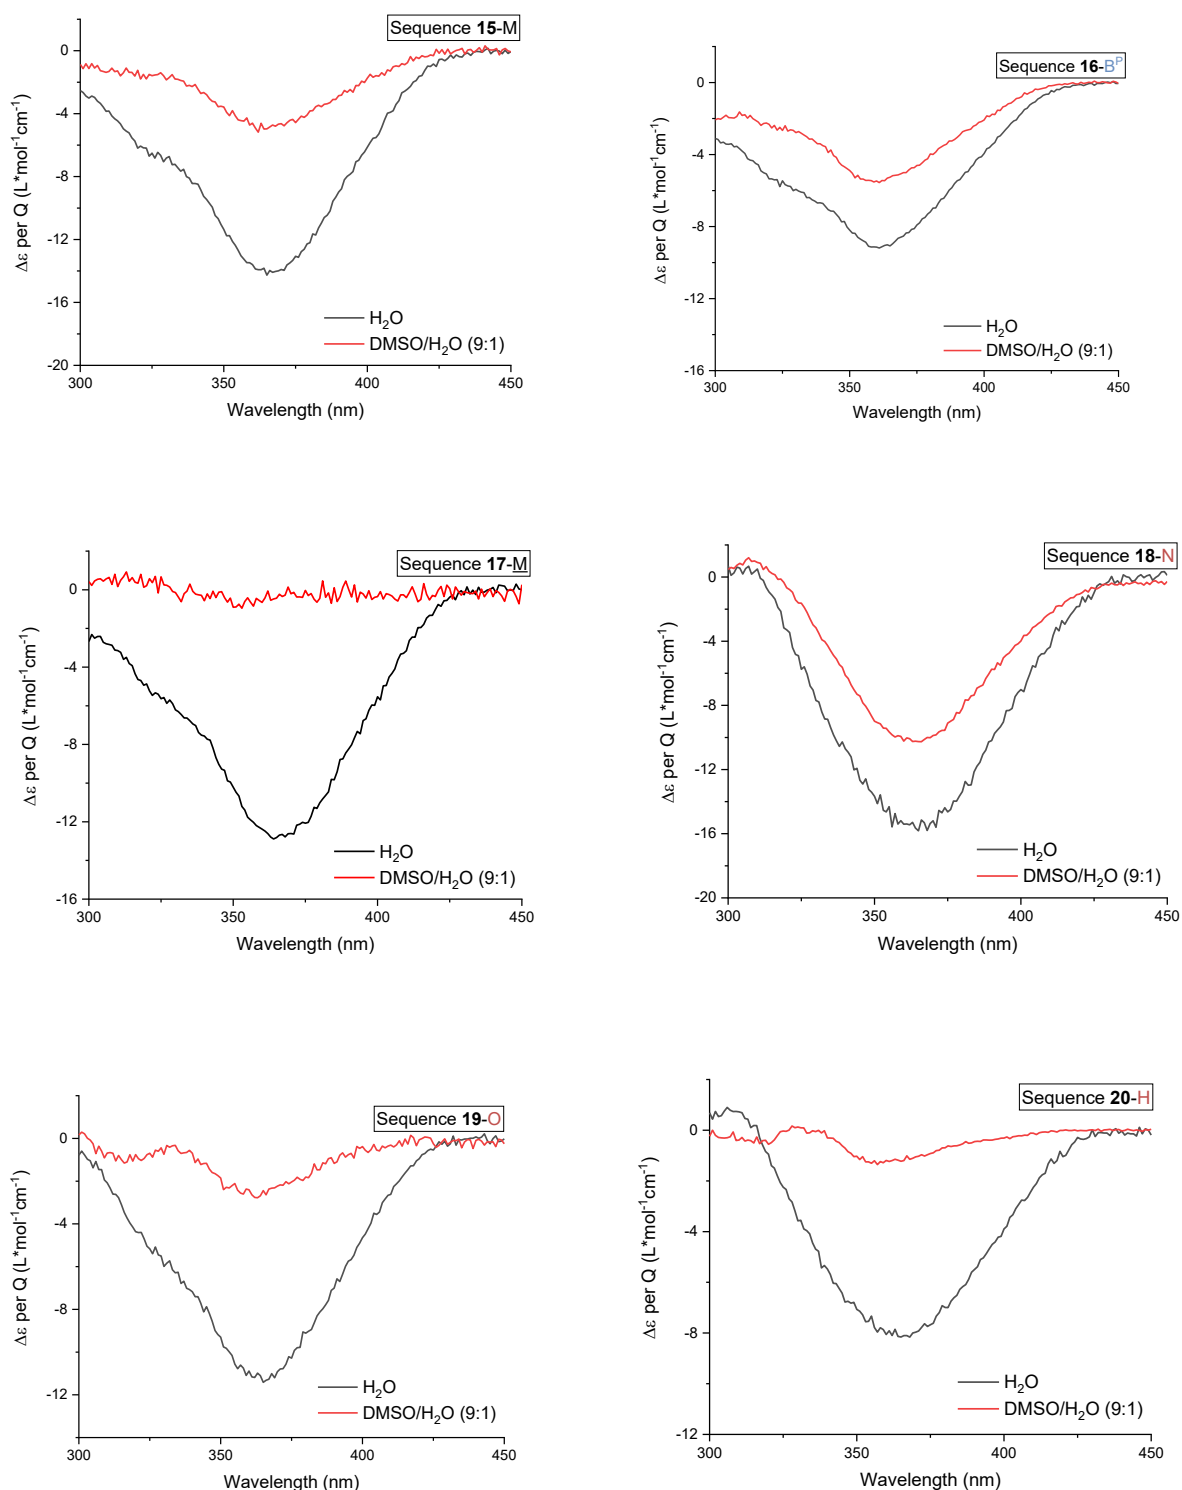 Sequence 15-M
0
-4
-8
-12
-16
-20
300
350
400
450
Δε per Q (L*mol⁻¹cm⁻¹)
Wavelength (nm)
H₂O
DMSO/H₂O (9:1)
Sequence 16-Bᴾ
0
-4
-8
-12
-16
300
350
400
450
Δε per Q (L*mol⁻¹cm⁻¹)
Wavelength (nm)
H₂O
DMSO/H₂O (9:1)
Sequence 17-M
0
-4
-8
-12
-16
300
350
400
450
Δε per Q (L*mol⁻¹cm⁻¹)
Wavelength (nm)
H₂O
DMSO/H₂O (9:1)
Sequence 18-N
0
-4
-8
-12
-16
-20
300
350
400
450
Δε per Q (L*mol⁻¹cm⁻¹)
Wavelength (nm)
H₂O
DMSO/H₂O (9:1)
Sequence 19-O
0
-4
-8
-12
300
350
400
450
Δε per Q (L*mol⁻¹cm⁻¹)
Wavelength (nm)
H₂O
DMSO/H₂O (9:1)
Sequence 20-H
0
-4
-8
-12
300
350
400
450
Δε per Q (L*mol⁻¹cm⁻¹)
Wavelength (nm)
H₂O
DMSO/H₂O (9:1)